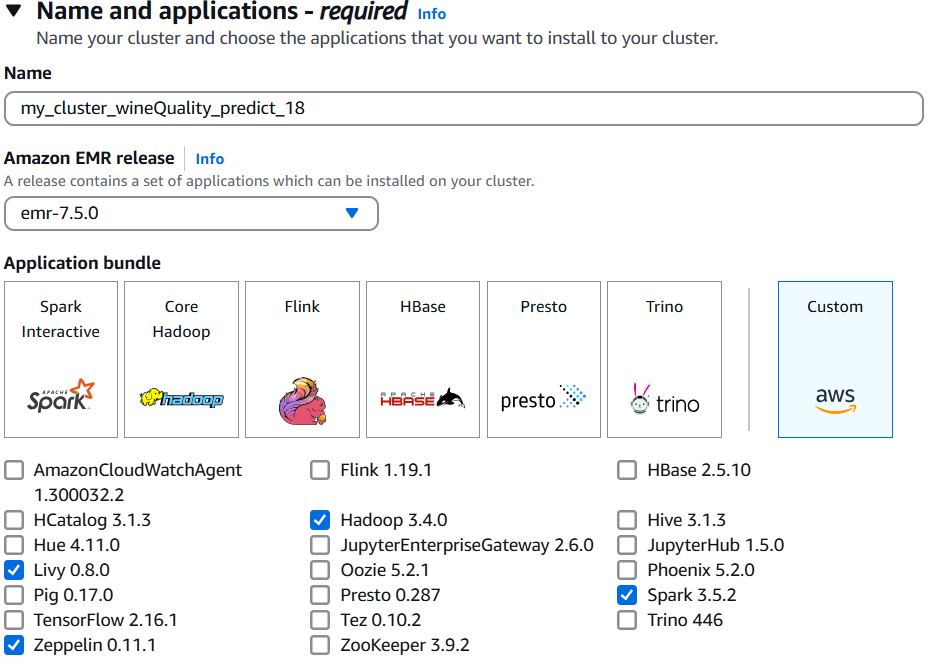 Name and applications - required Info
Name your cluster and choose the applications that you want to install to your cluster.
Name
my_cluster_wineQuality_predict_18
Amazon EMR release Info
A release contains a set of applications which can be installed on your cluster.
emr-7.5.0
Application bundle
Spark Interactive
APACHE Spark
Core Hadoop
hadoop
Flink
HBase
APACHE HBASE
Presto
presto
Trino
trino
Custom
aws
AmazonCloudWatchAgent 1.300032.2
Flink 1.19.1
HBase 2.5.10
HCatalog 3.1.3
Hadoop 3.4.0
Hive 3.1.3
Hue 4.11.0
JupyterEnterpriseGateway 2.6.0
JupyterHub 1.5.0
Livy 0.8.0
Oozie 5.2.1
Phoenix 5.2.0
Pig 0.17.0
Presto 0.287
Spark 3.5.2
TensorFlow 2.16.1
Tez 0.10.2
Trino 446
Zeppelin 0.11.1
ZooKeeper 3.9.2